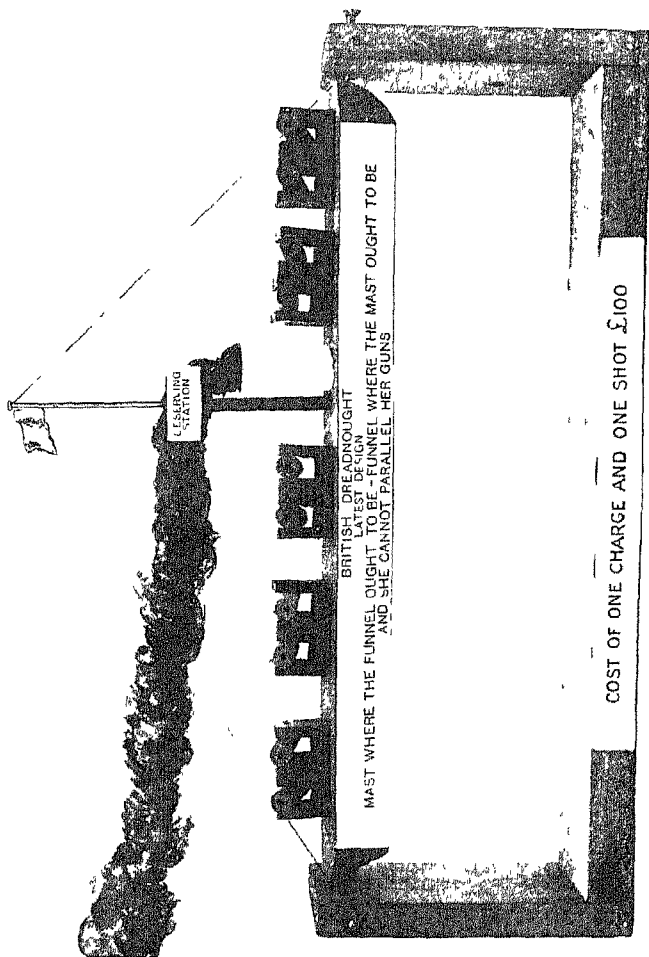 STATION
BRITISH DREADNOUGHT
LATEST DESIGN
MAST WHERE THE FUNNEL OUGHT TO BE - FUNNEL WHERE THE MAST OUGHT TO BE
AND SHE CANNOT PARALLEL HER GUNS
COST OF ONE CHARGE AND ONE SHOT £100